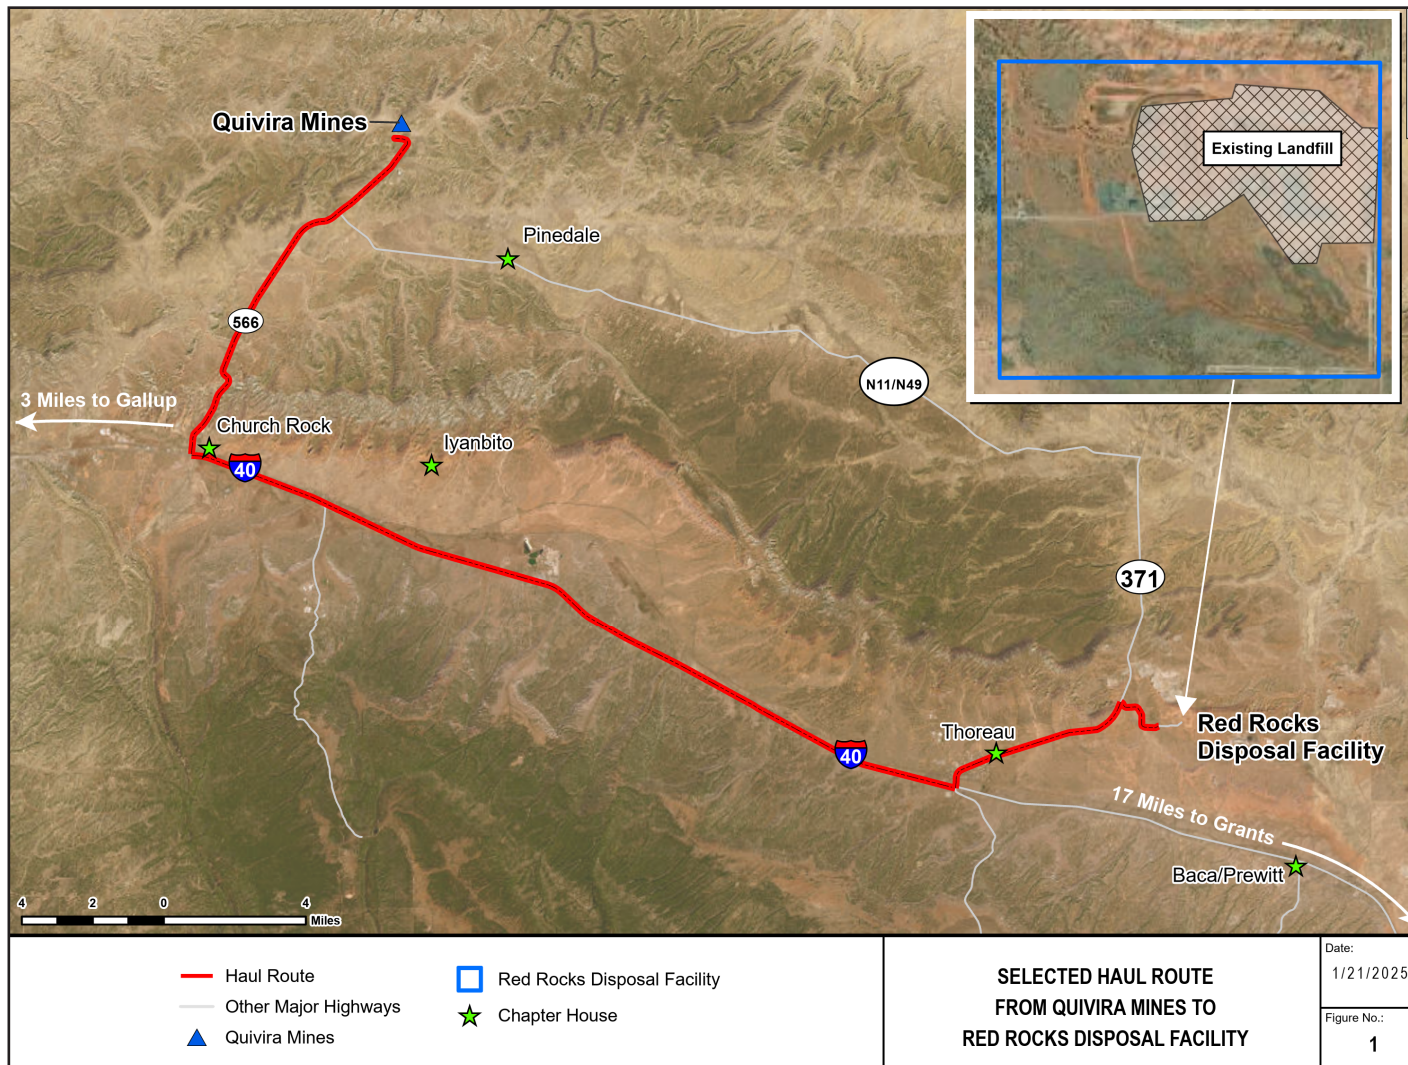 Quivira Mines
Existing Landfill
Pinedale
566
N11/N49
3 Miles to Gallup
Church Rock
Iyanbito
40
371
Thoreau
Red Rocks
Disposal Facility
40
17 Miles to Grants
Baca/Prewitt
4 2 0 4
Miles
Haul Route
Other Major Highways
Quivira Mines
Red Rocks Disposal Facility
Chapter House
SELECTED HAUL ROUTE
FROM QUIVIRA MINES TO
RED ROCKS DISPOSAL FACILITY
Date:
1/21/2025
Figure No.:
1